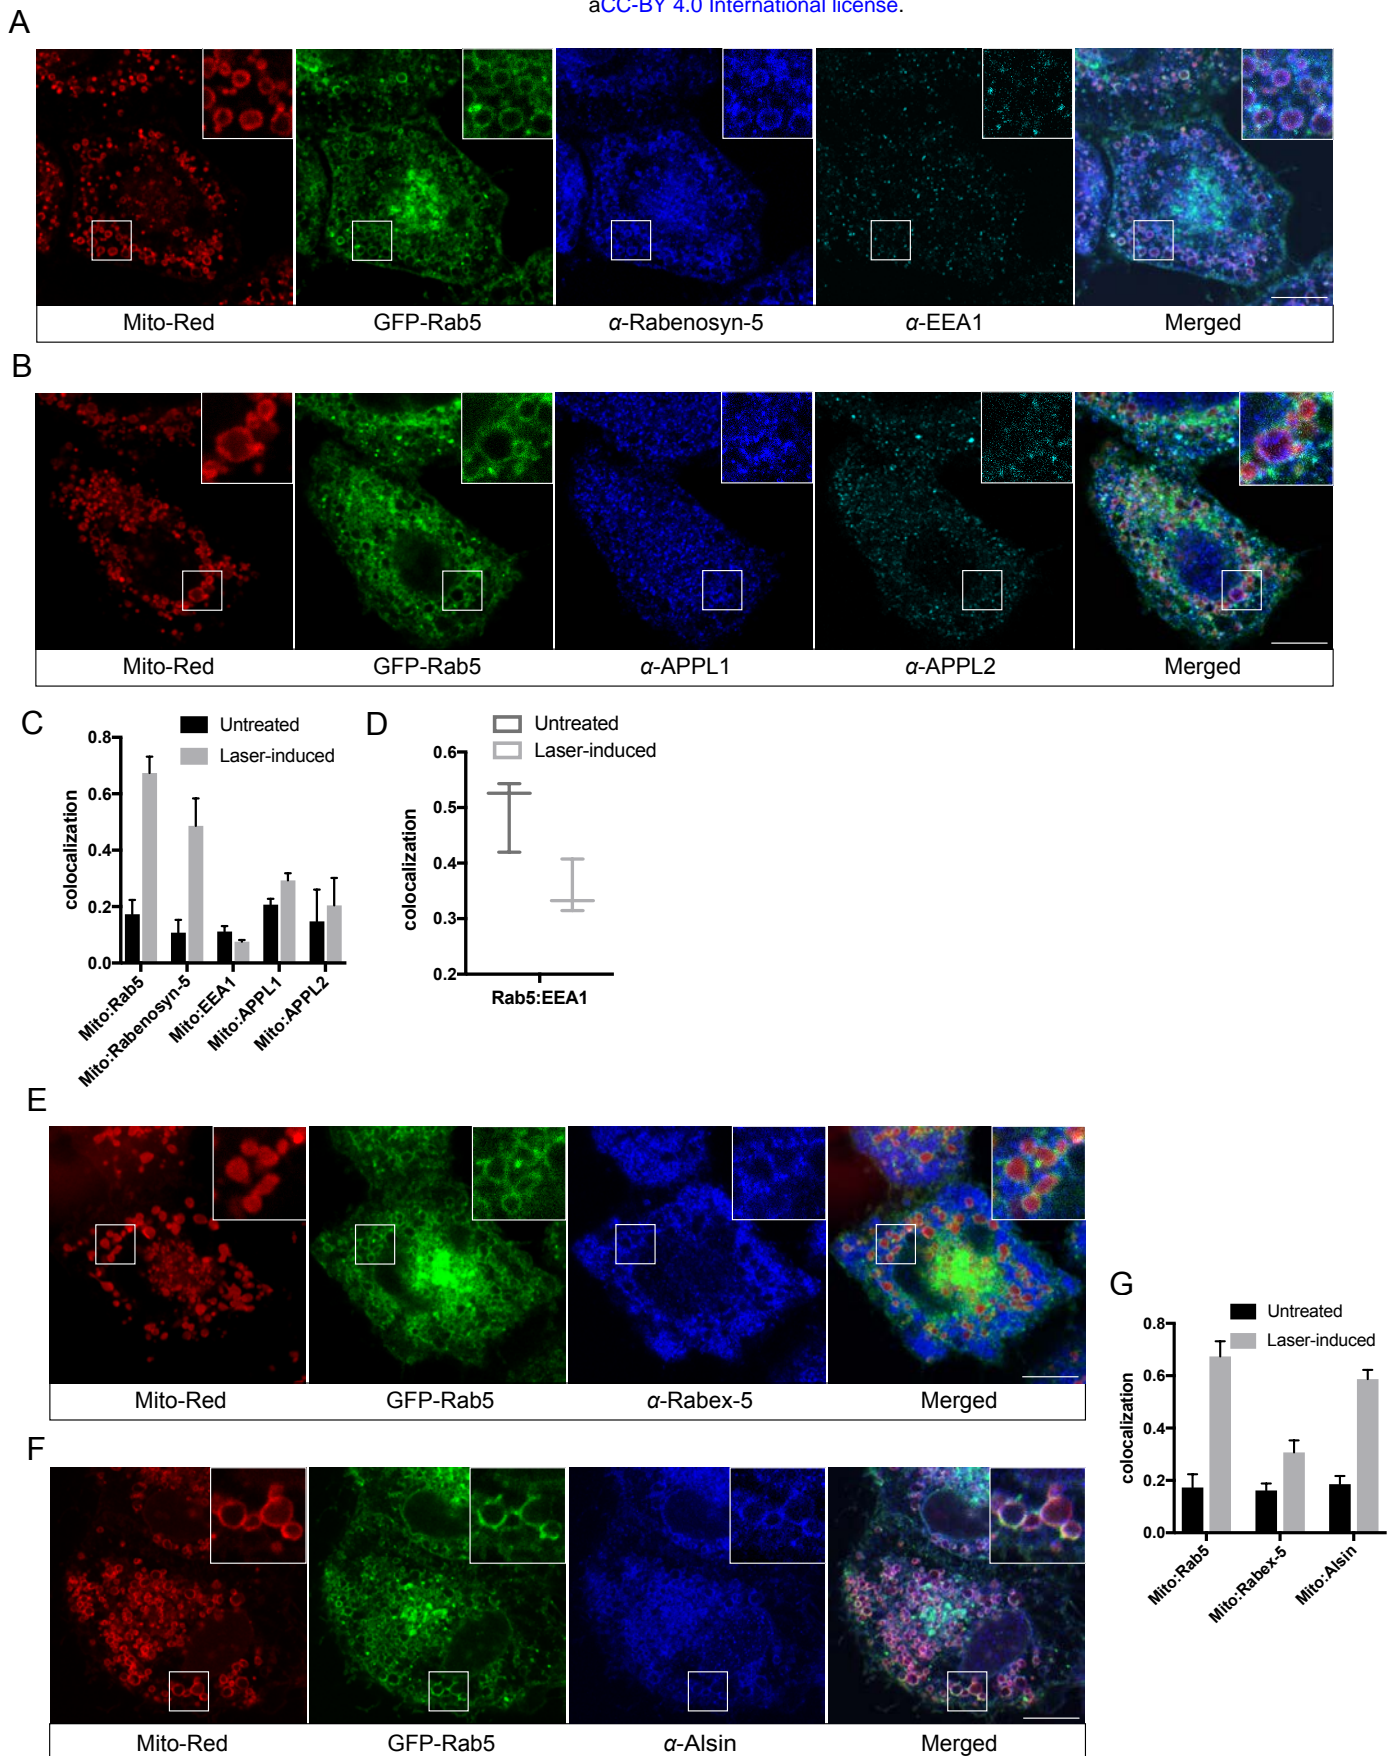 aCC-BY 4.0 International license.
A
Mito-Red GFP-Rab5 α-Rabenosyn-5 α-EEA1 Merged
B
Mito-Red GFP-Rab5 α-APPL1 α-APPL2 Merged
C
Untreated
Laser-induced
colocalization
0.8
0.6
0.4
0.2
0.0
Mito:Rab5
Mito:Rabenosyn-5
Mito:EEA1
Mito:APPL1
Mito:APPL2
D
Untreated
Laser-induced
colocalization
0.6
0.5
0.4
0.3
0.2
Rab5:EEA1
E
Mito-Red GFP-Rab5 α-Rabex-5 Merged
F
Mito-Red GFP-Rab5 α-Alsin Merged
G
Untreated
Laser-induced
colocalization
0.8
0.6
0.4
0.2
0.0
Mito:Rab5
Mito:Rabex-5
Mito:Alsin